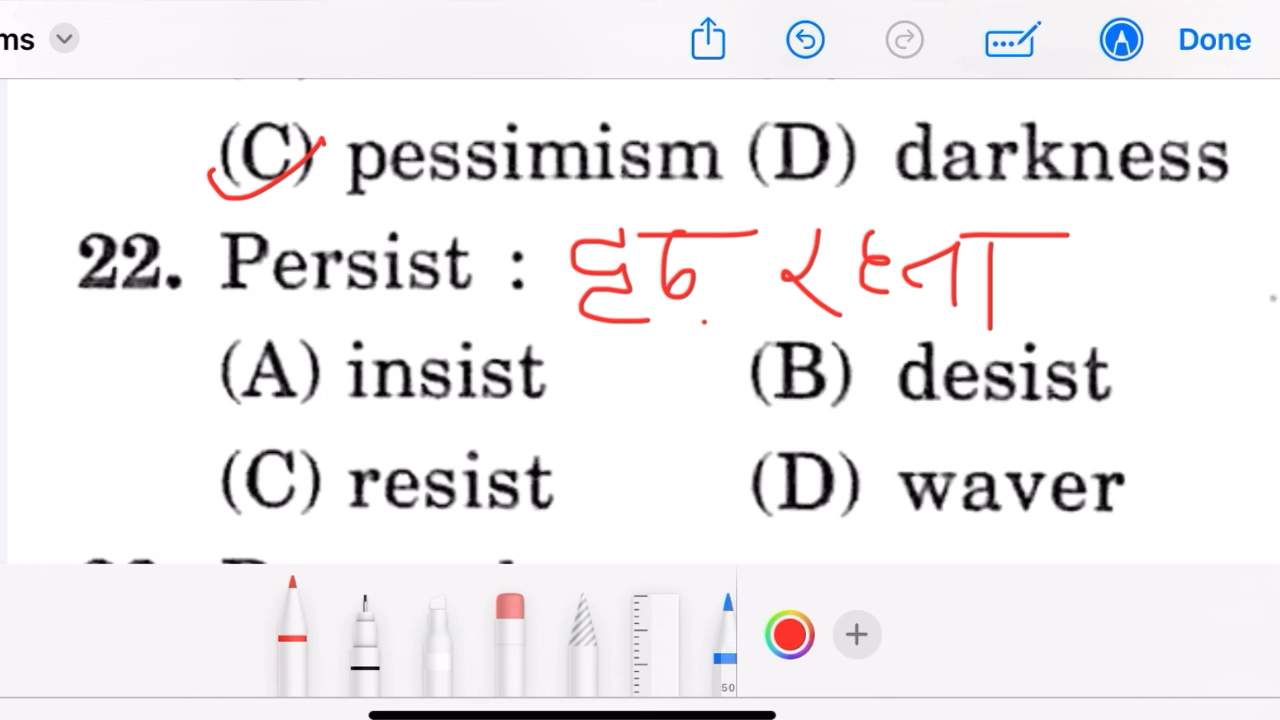 ms
Done
(C) pessimism (D) darkness
22. Persist : दृढ़ रहना
(A) insist (B) desist
(C) resist (D) waver
50